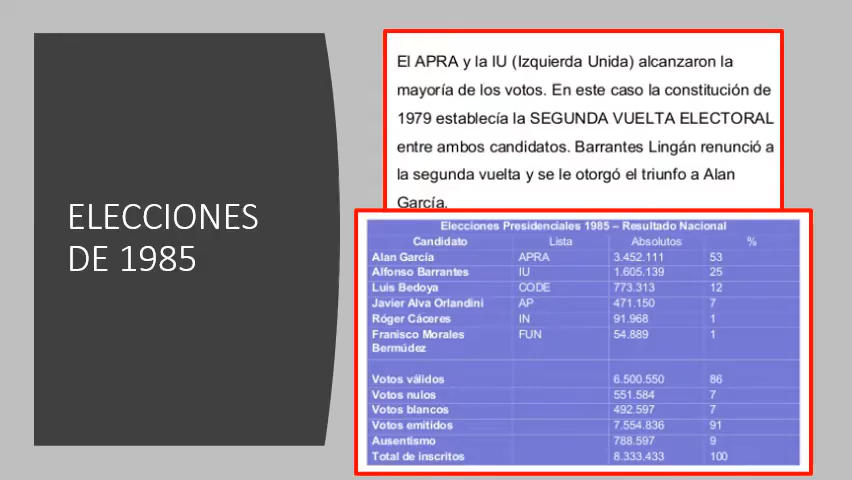 ELECCIONES
DE 1985
El APRA y la IU (Izquierda Unida) alcanzaron la
mayoría de los votos. En este caso la constitución de
1979 establecía la SEGUNDA VUELTA ELECTORAL
entre ambos candidatos. Barrantes Lingán renunció a
la segunda vuelta y se le otorgó el triunfo a Alan
García.
Elecciones Presidenciales 1985 – Resultado Nacional
Candidato Lista Absolutos %
Alan García APRA 3.452.111 53
Alfonso Barrantes IU 1.605.139 25
Luis Bedoya CODE 773.313 12
Javier Alva Orlandini AP 471.150 7
Róger Cáceres IN 91.968 1
Franisco Morales FUN 54.889 1
Bermúdez
Votos válidos 6.500.550 86
Votos nulos 551.584 7
Votos blancos 492.597 7
Votos emitidos 7.554.836 91
Ausentismo 788.597 9
Total de inscritos 8.333.433 100